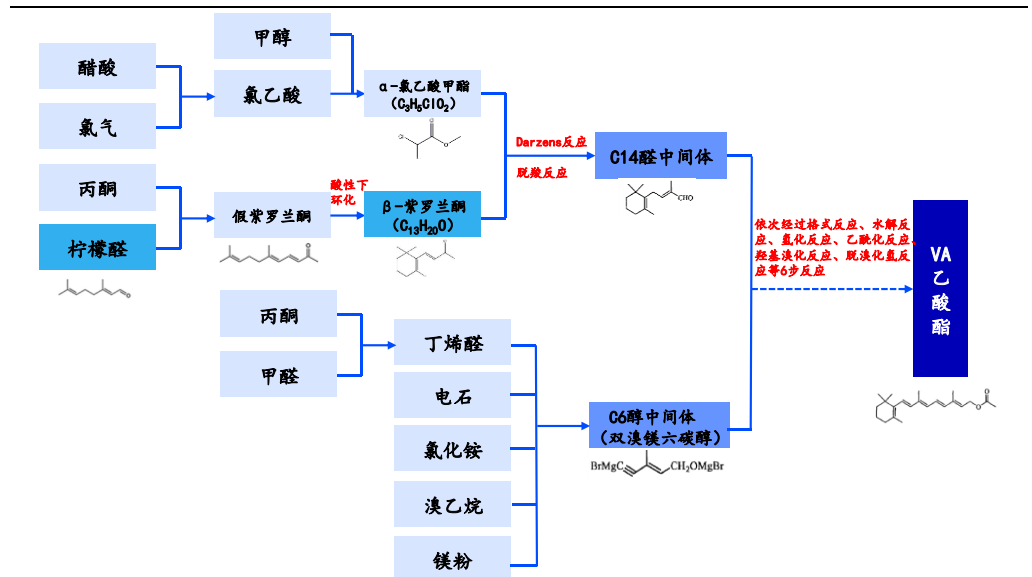 甲醇
醋酸
氯乙酸
α-氯乙酸甲酯
（C₃H₅ClO₂）
氯气
Cl
O
O
Darzens反应
脱羧反应
C14醛中间体
CHO
丙酮
假紫罗兰酮
酸性下
环化
β-紫罗兰酮
（C₁₃H₂₀O）
柠檬醛
O
O
O
依次经过格式反应、水解反
应、氢化反应、乙酰化反应、
羟基溴化反应、脱溴化氢反
应等6步反应
VA
乙
酸
酯
O
O
丙酮
甲醛
丁烯醛
电石
氯化铵
溴乙烷
镁粉
C6醇中间体
（双溴镁六碳醇）
BrMgC
CH₂OMgBr